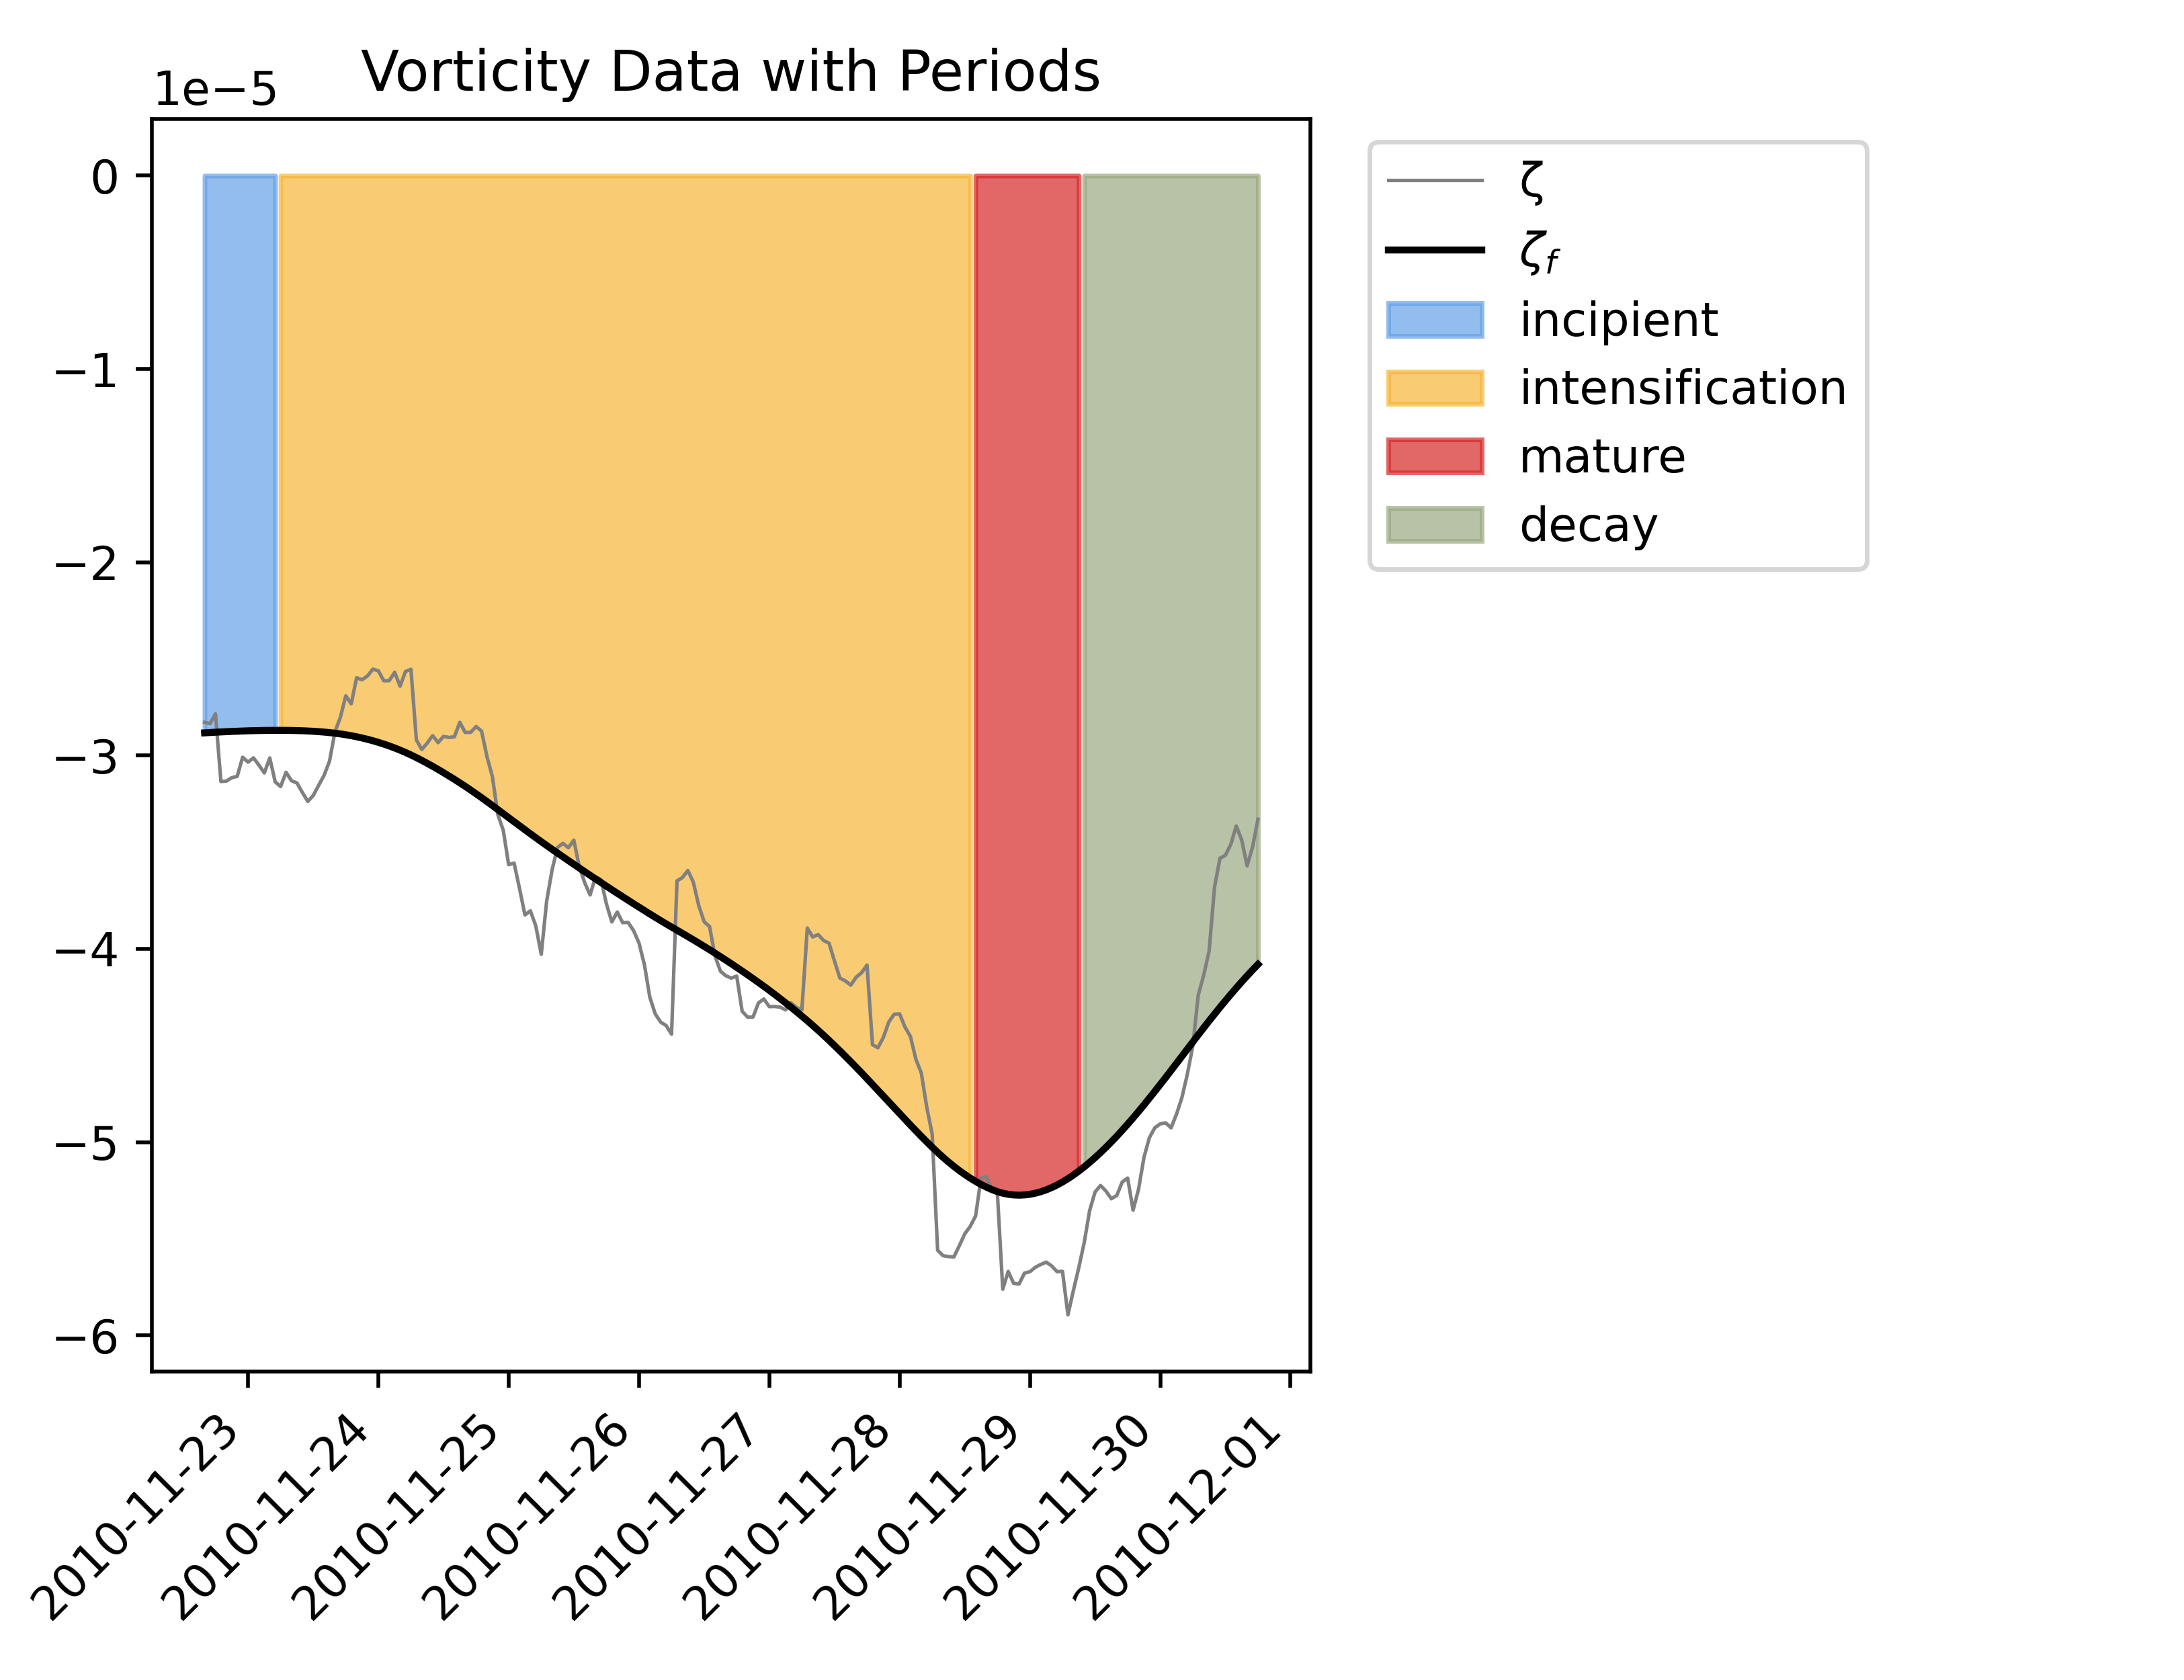 Vorticity Data with Periods
1e−5
0
−1
−2
−3
−4
−5
−6
2010-11-23
2010-11-24
2010-11-25
2010-11-26
2010-11-27
2010-11-28
2010-11-29
2010-11-30
2010-12-01
ζ
ζf
incipient
intensification
mature
decay